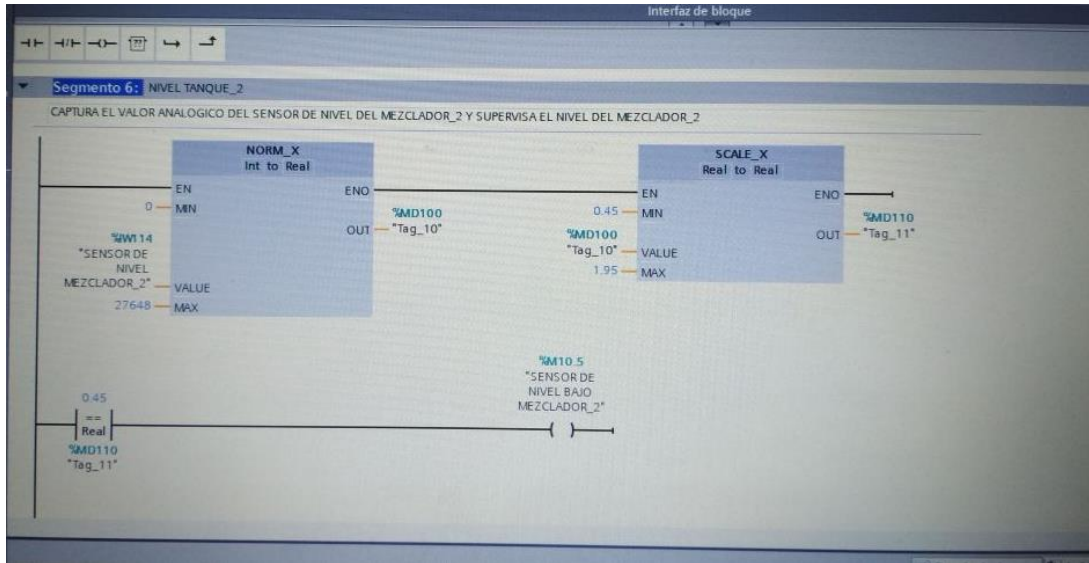 Interfaz de bloque
??
Segmento 6: NIVEL TANQUE_2
CAPTURA EL VALOR ANALOGICO DEL SENSOR DE NIVEL DEL MEZCLADOR_2 Y SUPERVISA EL NIVEL DEL MEZCLADOR_2
NORM_X
Int to Real
EN
ENO
0
MIN
%MD100
OUT
"Tag_10"
%IW114
"SENSOR DE
NIVEL
MEZCLADOR_2"
VALUE
27648
MAX
SCALE_X
Real to Real
EN
ENO
0.45
MIN
%MD110
OUT
"Tag_11"
%MD100
"Tag_10"
VALUE
1.95
MAX
%M10.5
"SENSOR DE
NIVEL BAJO
MEZCLADOR_2"
0.45
==
Real
%MD110
"Tag_11"